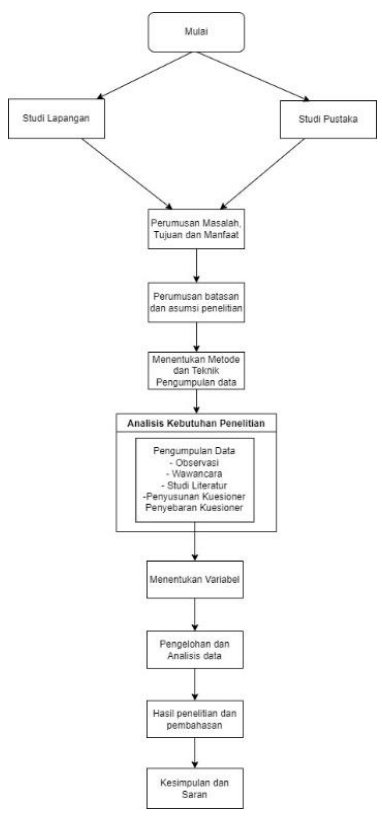 Mulai
Studi Lapangan
Studi Pustaka
Perumusan Masalah,
Tujuan dan Manfaat
Perumusan batasan
dan asumsi penelitian
Menentukan Metode
dan Teknik
Pengumpulan data
Analisis Kebutuhan Penelitian
Pengumpulan Data
- Observasi
- Wawancara
- Studi Literatur
-Penyusunan Kuesioner
Penyebaran Kuesioner
Menentukan Variabel
Pengelohan dan
Analisis data
Hasil penelitian dan
pembahasan
Kesimpulan dan
Saran